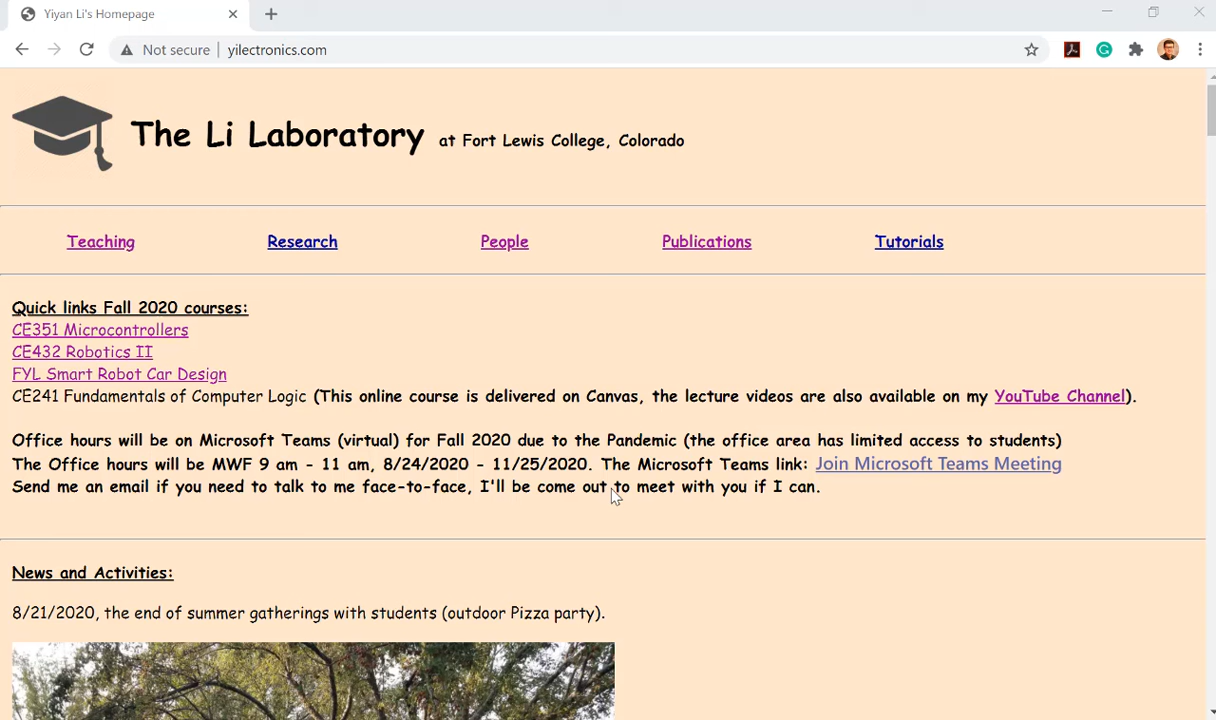 Yiyan Li's Homepage
Not secure | yilectronics.com
The Li Laboratory at Fort Lewis College, Colorado
Teaching Research People Publications Tutorials
Quick links Fall 2020 courses:
CE351 Microcontrollers
CE432 Robotics II
FYL Smart Robot Car Design
CE241 Fundamentals of Computer Logic (This online course is delivered on Canvas, the lecture videos are also available on my YouTube Channel).
Office hours will be on Microsoft Teams (virtual) for Fall 2020 due to the Pandemic (the office area has limited access to students)
The Office hours will be MWF 9 am - 11 am, 8/24/2020 - 11/25/2020. The Microsoft Teams link: Join Microsoft Teams Meeting
Send me an email if you need to talk to me face-to-face, I'll be come out to meet with you if I can.
News and Activities:
8/21/2020, the end of summer gatherings with students (outdoor Pizza party).